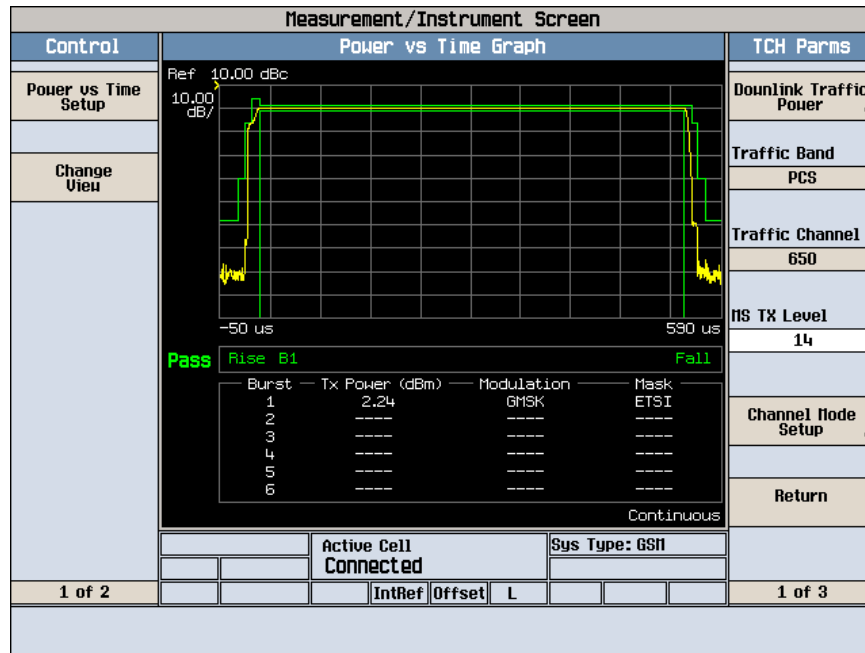 Measurement/Instrument Screen
Control
Power vs Time Graph
TCH Parms
Power vs Time
Setup
Change
View
1 of 2
Ref 10.00 dBc
10.00
dB/
-50 us
590 us
Pass
Rise B1
Fall
Burst Tx Power (dBm) Modulation Mask
1 2.24 GMSK ETSI
2 ---- ---- ----
3 ---- ---- ----
4 ---- ---- ----
5 ---- ---- ----
6 ---- ---- ----
Continuous
Active Cell
Connected
Sys Type: GSM
IntRef Offset L
Downlink Traffic
Power
Traffic Band
PCS
Traffic Channel
650
MS TX Level
14
Channel Mode
Setup
Return
1 of 3